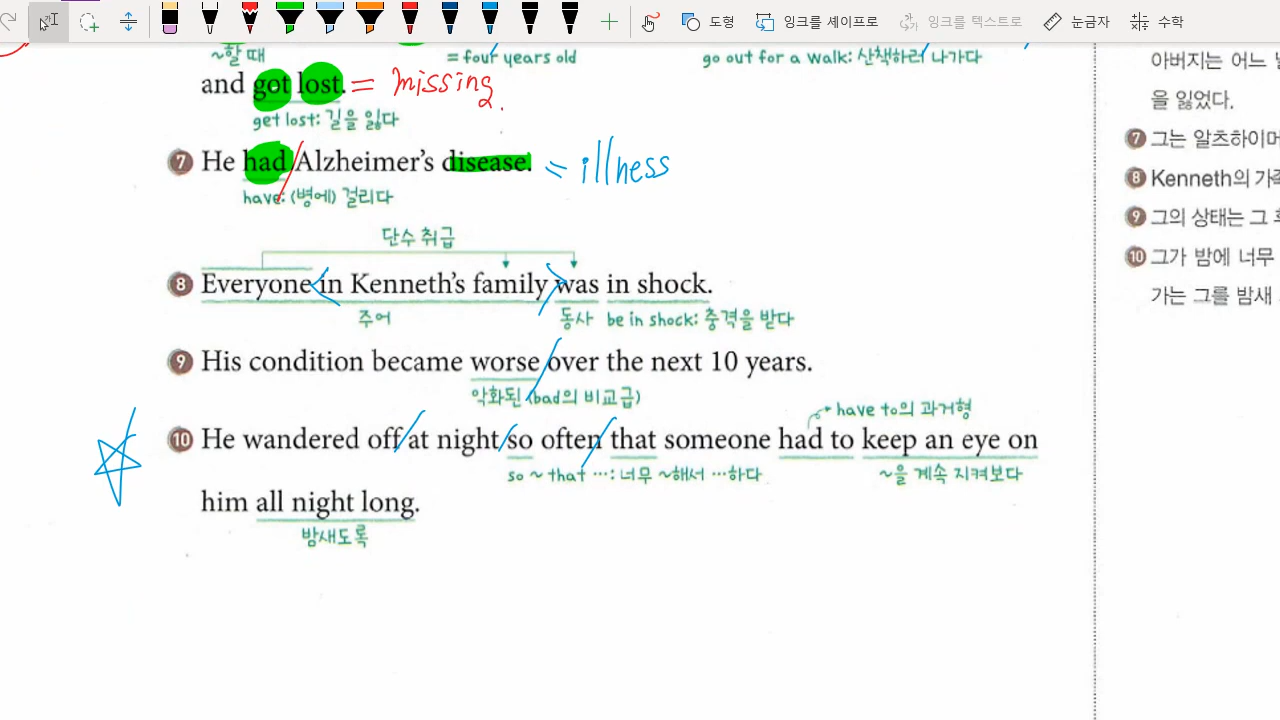 도형 잉크를 셰이프로 잉크를 텍스트로 눈금자 수학
~할 때 = four years old go out for a walk: 산책하러 나가다
and got lost. = missing.
get lost: 길을 잃다
⑦ He had Alzheimer's disease. = illness
have: (병에) 걸리다
단수 취급
⑧ Everyone in Kenneth's family was in shock.
주어 동사 be in shock: 충격을 받다
⑨ His condition became worse over the next 10 years.
악화된 (bad의 비교급)
have to의 과거형
⑩ He wandered off at night so often that someone had to keep an eye on
so ~ that …: 너무 ~해서 …하다 ~을 계속 지켜보다
him all night long.
밤새도록
아버지는 어느
을 잃었다.
⑦ 그는 알츠하이머
⑧ Kenneth의 가족
⑨ 그의 상태는 그
⑩ 그가 밤에 너무
가는 그를 밤새